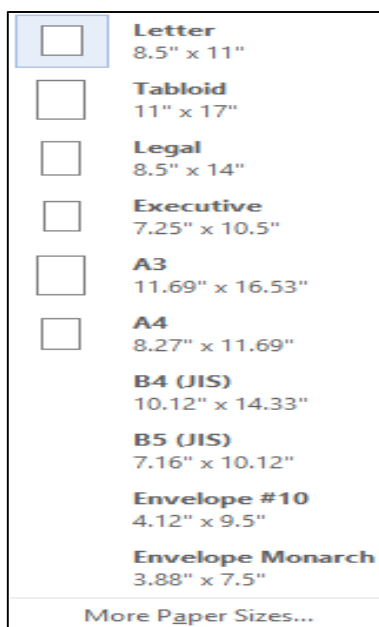 Letter
8.5" x 11"
Tabloid
11" x 17"
Legal
8.5" x 14"
Executive
7.25" x 10.5"
A3
11.69" x 16.53"
A4
8.27" x 11.69"
B4 (JIS)
10.12" x 14.33"
B5 (JIS)
7.16" x 10.12"
Envelope #10
4.12" x 9.5"
Envelope Monarch
3.88" x 7.5"
More Paper Sizes...